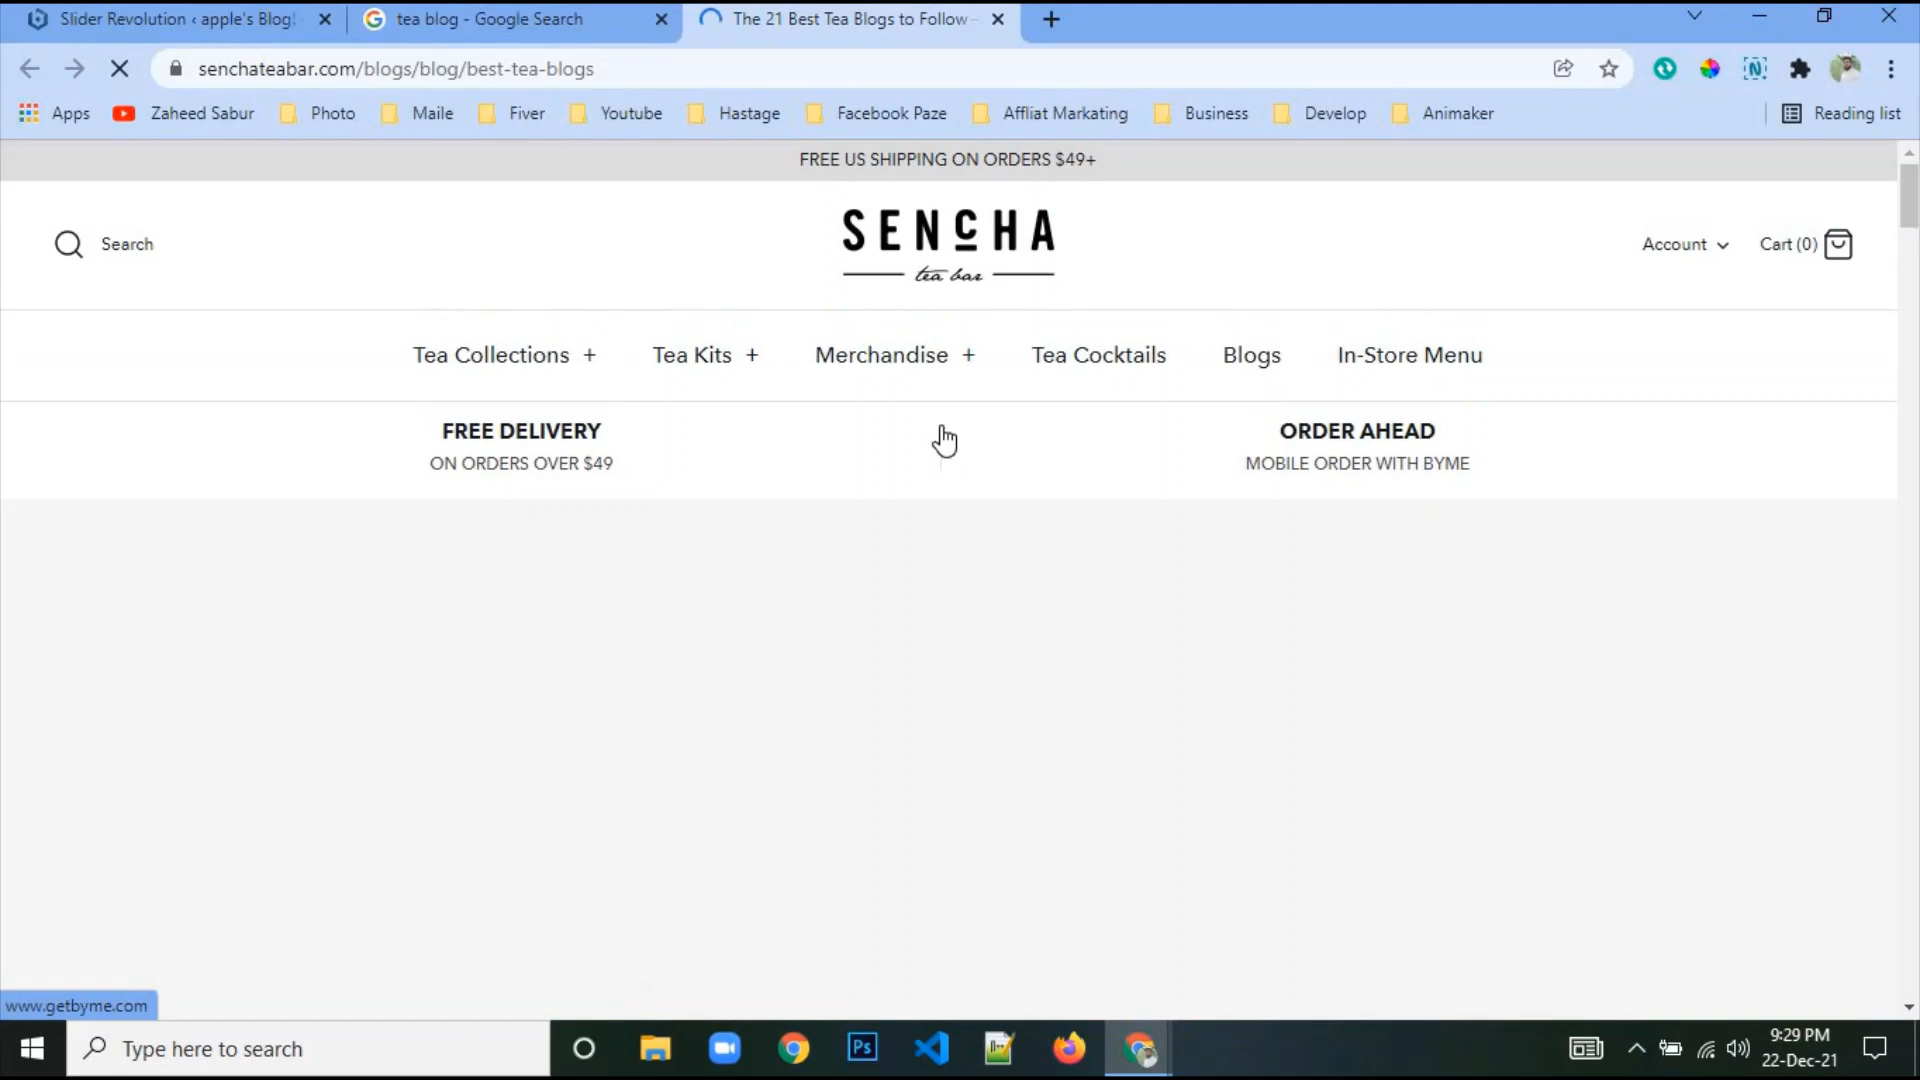 Slider Revolution ‹ apple's Blog!
tea blog - Google Search
The 21 Best Tea Blogs to Follow –
senchateabar.com/blogs/blog/best-tea-blogs
Apps
Zaheed Sabur
Photo
Maile
Fiver
Youtube
Hastage
Facebook Paze
Affliat Markating
Business
Develop
Animaker
Reading list
FREE US SHIPPING ON ORDERS $49+
Search
SENCHA
tea bar
Account
Cart (0)
Tea Collections +
Tea Kits +
Merchandise +
Tea Cocktails
Blogs
In-Store Menu
FREE DELIVERY
ON ORDERS OVER $49
ORDER AHEAD
MOBILE ORDER WITH BYME
www.getbyme.com
Type here to search
Ps
9:29 PM
22-Dec-21